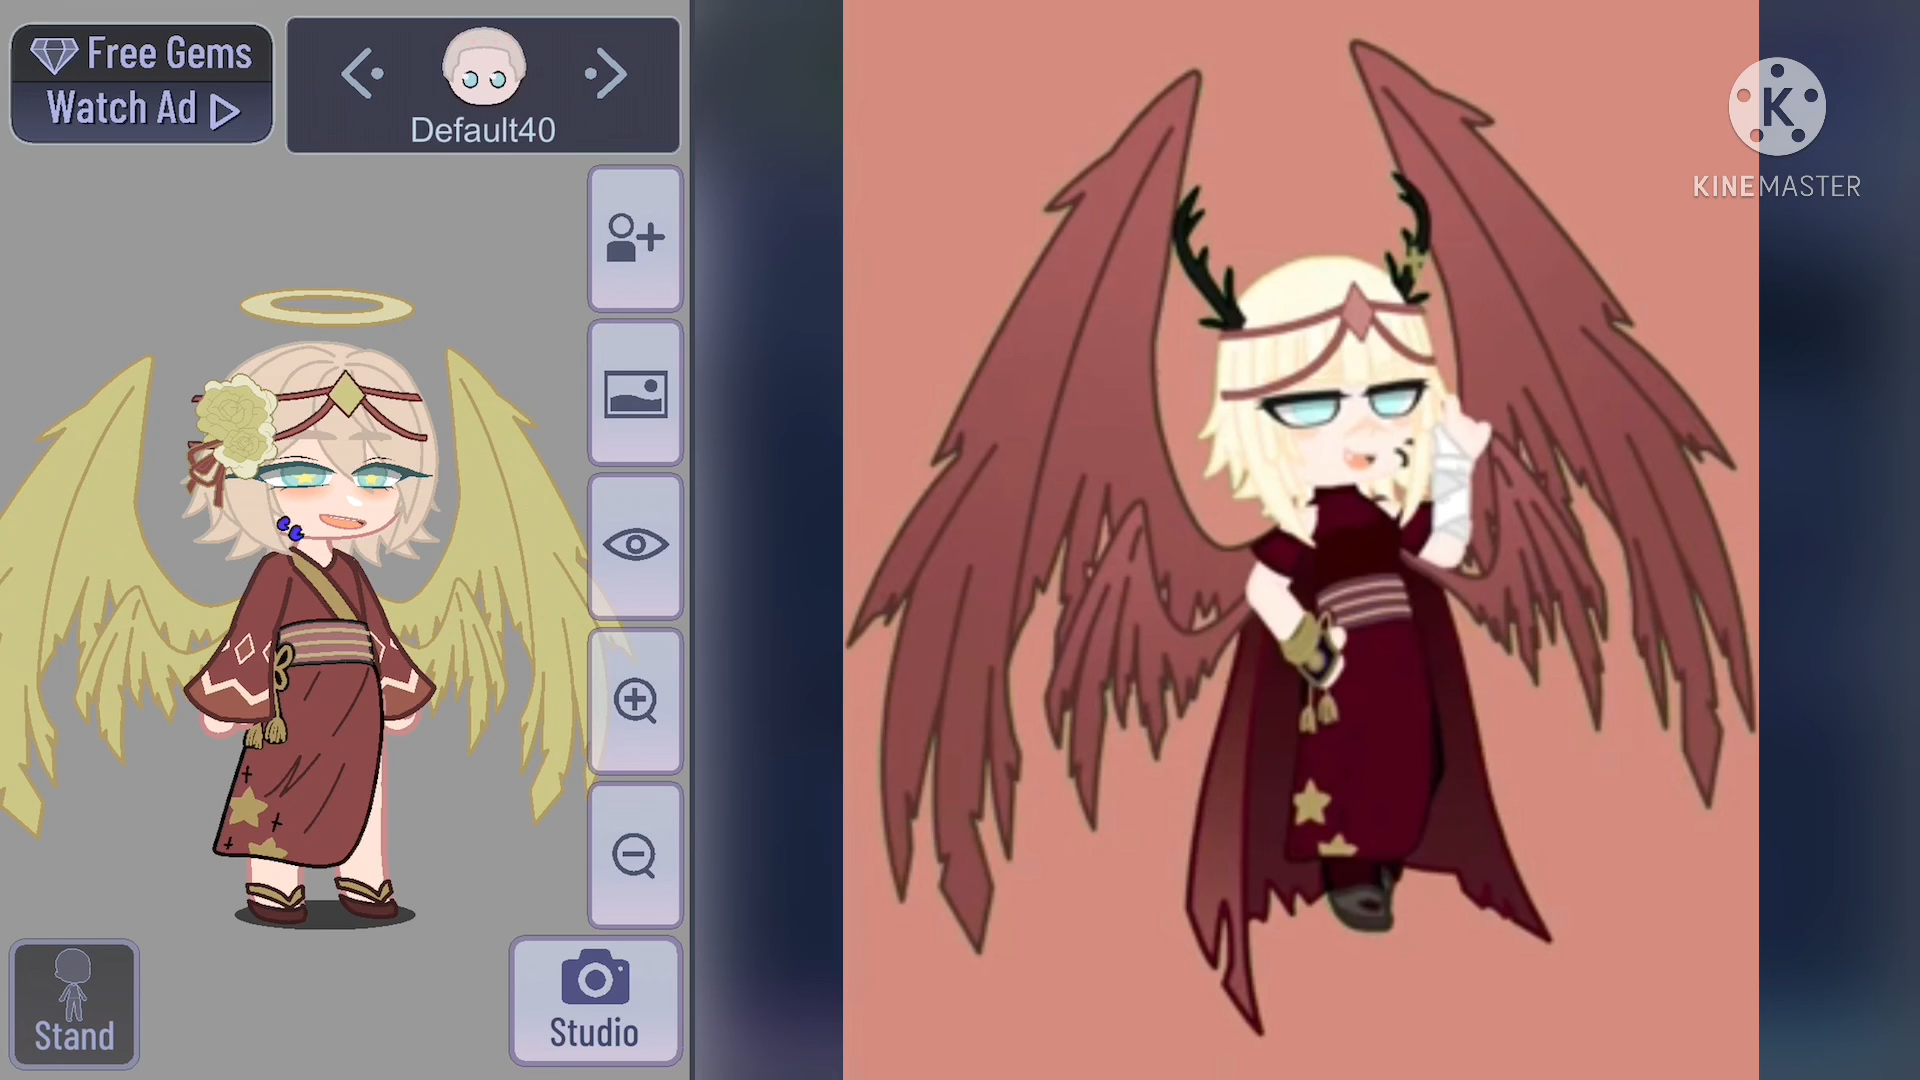 Free Gems
Watch Ad
Default40
Stand
Studio
K
KINEMASTER